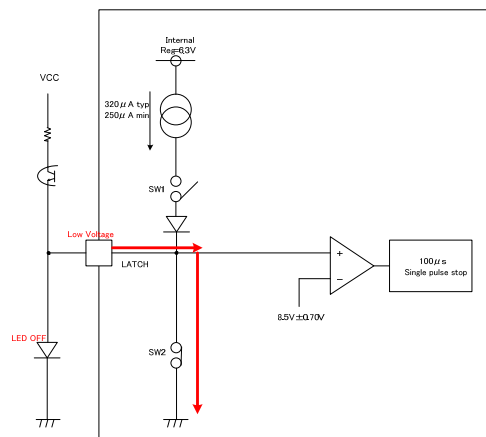 Internal
Reg=6.3V
VCC
320μA typ
250μA min
SW1
Low Voltage
LATCH
+
−
100μs
Single pulse stop
8.5V±0.70V
LED OFF
SW2